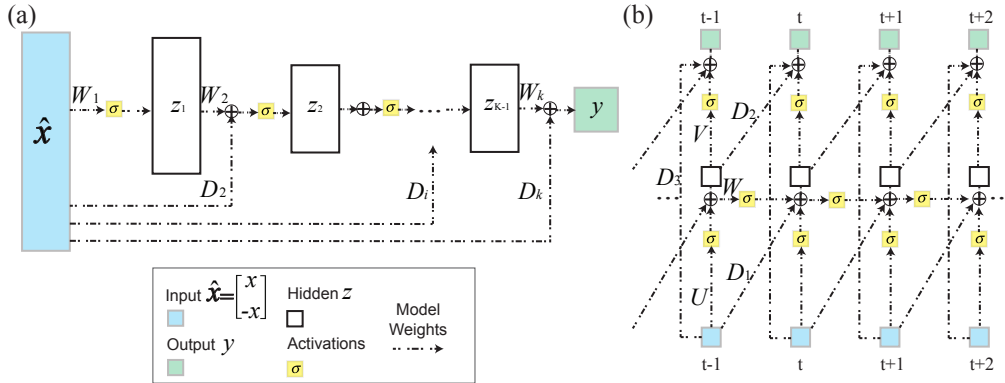 (a)
x̂
W1
σ
z1
W2
σ
z2
σ
....
zK-1
Wk
y
D2
Di
Dk
Input x̂=[x
-x]
Hidden z
Output y
Activations
σ
Model
Weights
(b)
t-1 t t+1 t+2
σ σ σ σ
V D2
D3 W
σ σ σ
σ σ σ σ
U D1
t-1 t t+1 t+2